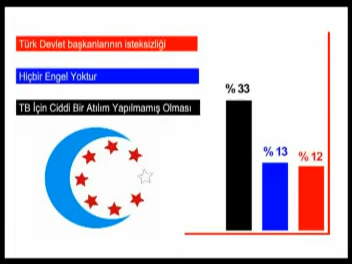 Türk Devlet başkanlarının isteksizliği
Hiçbir Engel Yoktur
TB İçin Ciddi Bir Atılım Yapılmamış Olması
% 33
% 13
% 12